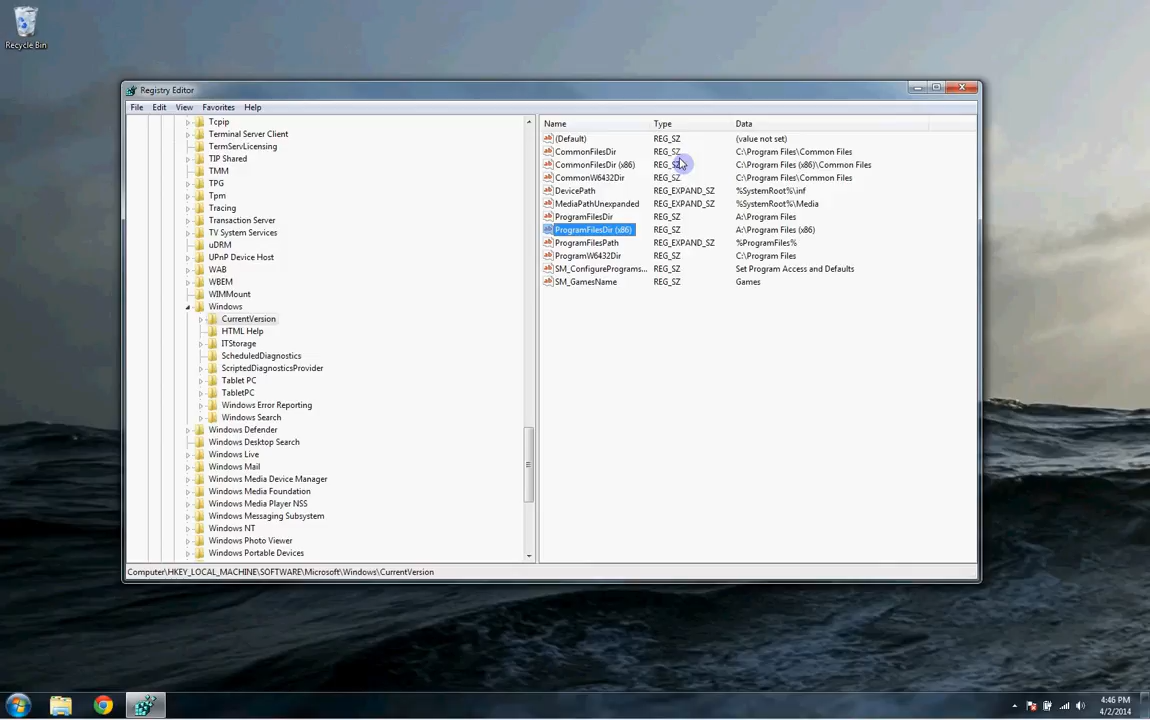 Recycle Bin
Registry Editor
File Edit View Favorites Help
Tcpip
Terminal Server Client
TermServLicensing
TIP Shared
TMM
TPG
Tpm
Tracing
Transaction Server
TV System Services
uDRM
UPnP Device Host
WAB
WBEM
WIMMount
Windows
CurrentVersion
HTML Help
ITStorage
ScheduledDiagnostics
ScriptedDiagnosticsProvider
Tablet PC
TabletPC
Windows Error Reporting
Windows Search
Windows Defender
Windows Desktop Search
Windows Live
Windows Mail
Windows Media Device Manager
Windows Media Foundation
Windows Media Player NSS
Windows Messaging Subsystem
Windows NT
Windows Photo Viewer
Windows Portable Devices
Name Type Data
(Default) REG_SZ (value not set)
CommonFilesDir REG_SZ C:\Program Files\Common Files
CommonFilesDir (x86) REG_SZ C:\Program Files (x86)\Common Files
CommonW6432Dir REG_SZ C:\Program Files\Common Files
DevicePath REG_EXPAND_SZ %SystemRoot%\inf
MediaPathUnexpanded REG_EXPAND_SZ %SystemRoot%\Media
ProgramFilesDir REG_SZ A:\Program Files
ProgramFilesDir (x86) REG_SZ A:\Program Files (x86)
ProgramFilesPath REG_EXPAND_SZ %ProgramFiles%
ProgramW6432Dir REG_SZ C:\Program Files
SM_ConfigurePrograms... REG_SZ Set Program Access and Defaults
SM_GamesName REG_SZ Games
Computer\HKEY_LOCAL_MACHINE\SOFTWARE\Microsoft\Windows\CurrentVersion
4:46 PM
4/2/2014